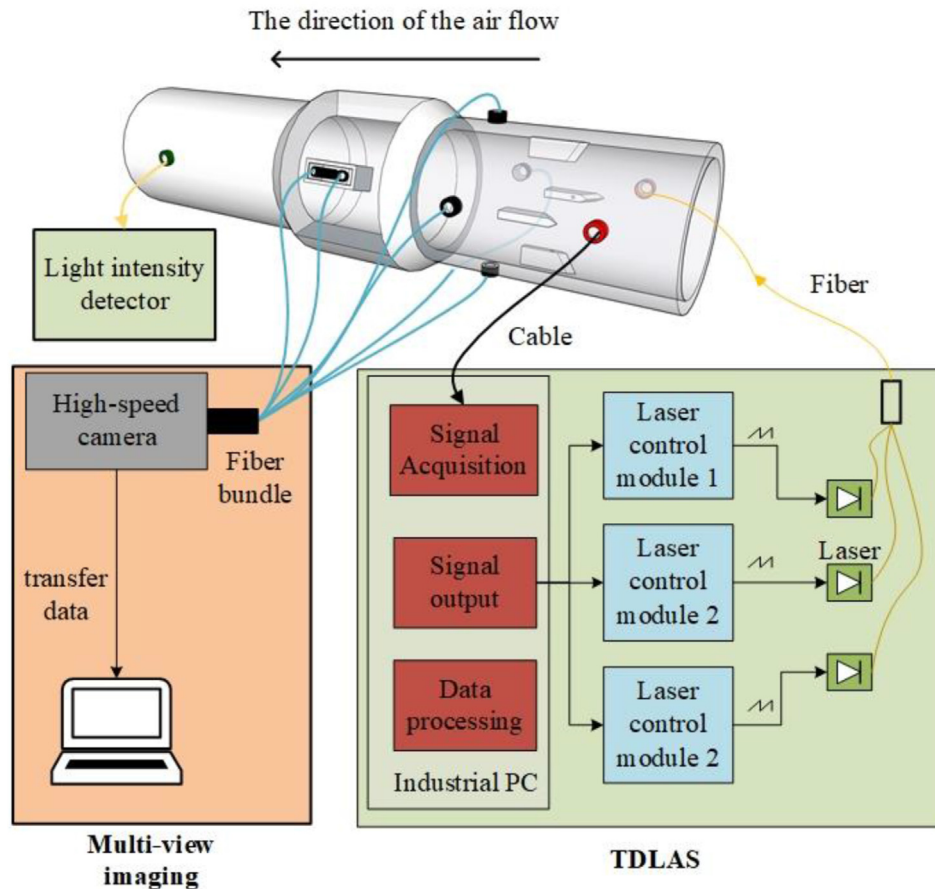 The direction of the air flow
Light intensity
detector
Fiber
Cable
High-speed
camera
Fiber
bundle
transfer
data
Multi-view
imaging
Signal
Acquisition
Signal
output
Data
processing
Industrial PC
Laser
control
module 1
Laser
control
module 2
Laser
control
module 2
Laser
TDLAS